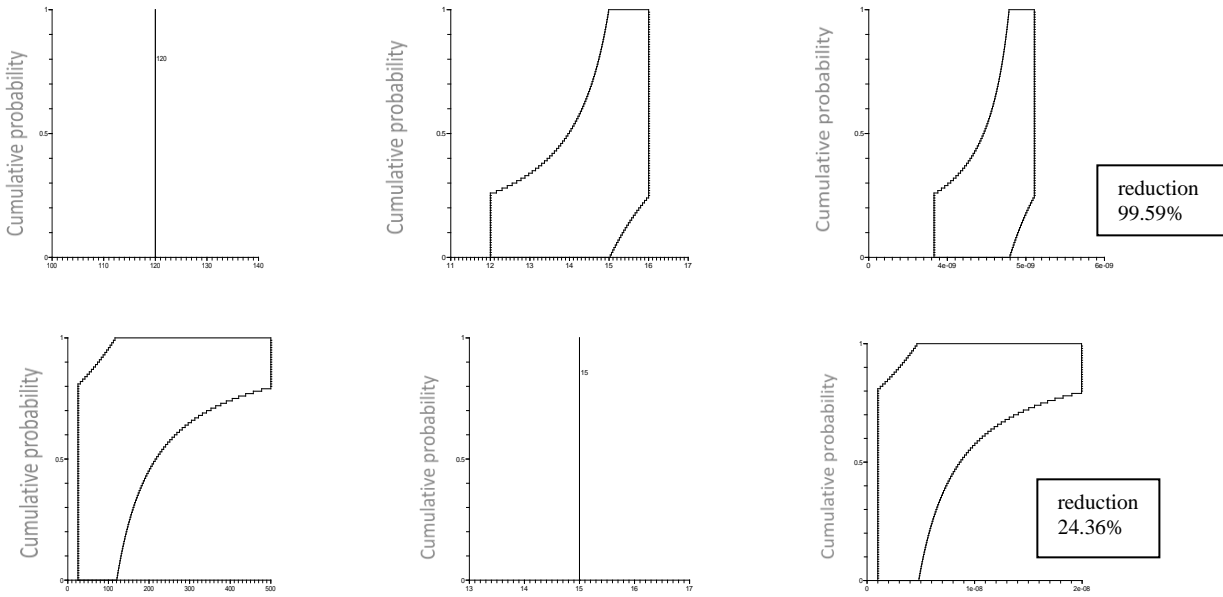 Cumulative probability
1
0.5
0
120
100 110 120 130 140
Cumulative probability
1
0.5
0
11 12 13 14 15 16 17
Cumulative probability
1
0.5
0
0 4e-09 5e-09 6e-09
reduction
99.59%
Cumulative probability
1
0.5
0
0 100 200 300 400 500
Cumulative probability
1
0.5
0
15
13 14 15 16 17
Cumulative probability
1
0.5
0
0 1e-08 2e-08
reduction
24.36%